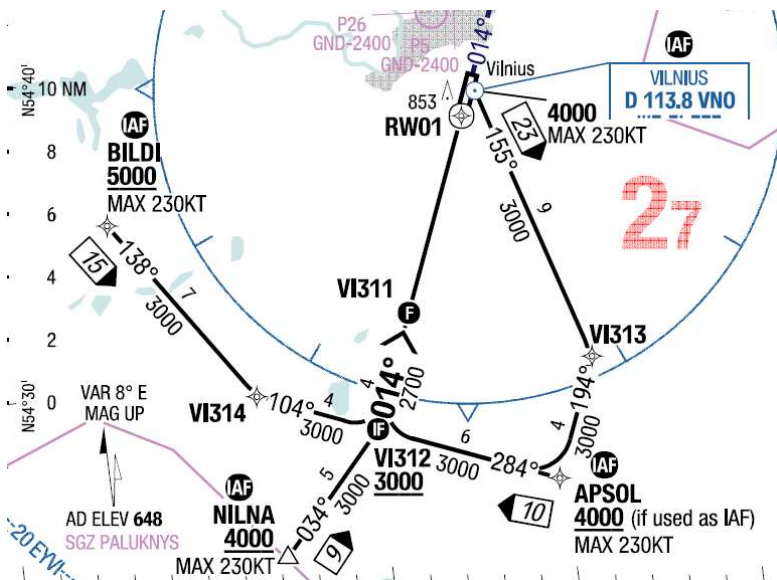 P26
GND-2400
P5
GND-2400
014°
IAF
Vilnius
VILNIUS
D 113.8 VNO
N54°40'
10 NM
853
RW01
4000
MAX 230KT
23
155°
9
3000
27
IAF
BILDI
5000
MAX 230KT
8
6
4
2
0
N54°30'
15
138°
7
3000
VI311
F
VI313
VI314
104°
4
3000
014°
4
2700
IF
VI312
3000
6
3000
284°
194°
4
3000
VAR 8° E
MAG UP
AD ELEV 648
SGZ PALUKNYS
IAF
NILNA
4000
MAX 230KT
034°
5
3000
9
10
IAF
APSOL
4000 (if used as IAF)
MAX 230KT